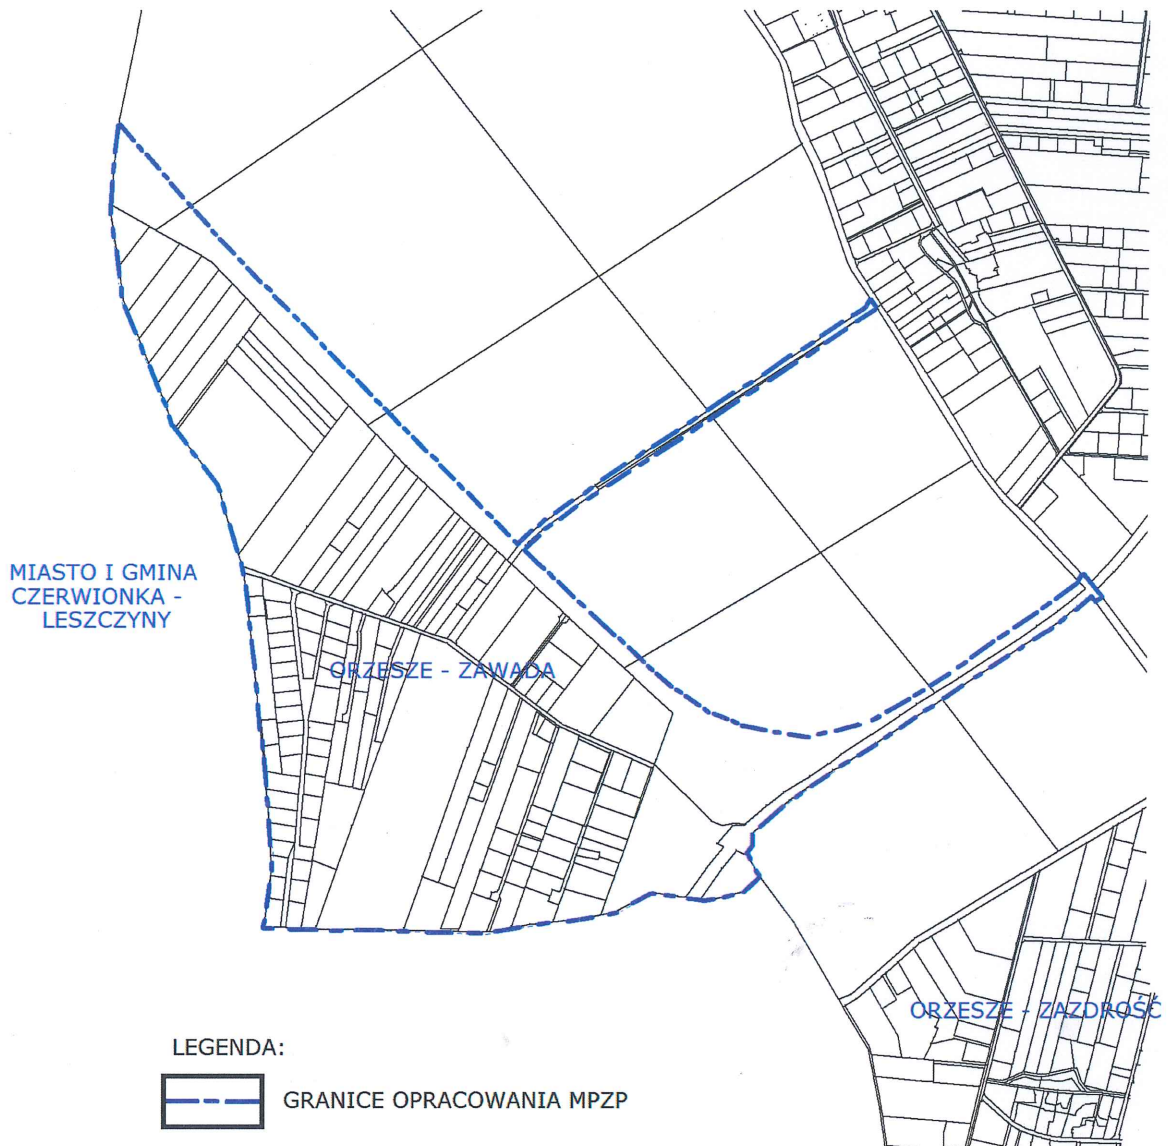 MIASTO I GMINA
CZERWIONKA -
LESZCZYNY
ORZESZE - ZAWADA
ORZESZE - ZAZDROŚĆ
LEGENDA:
GRANICE OPRACOWANIA MPZP